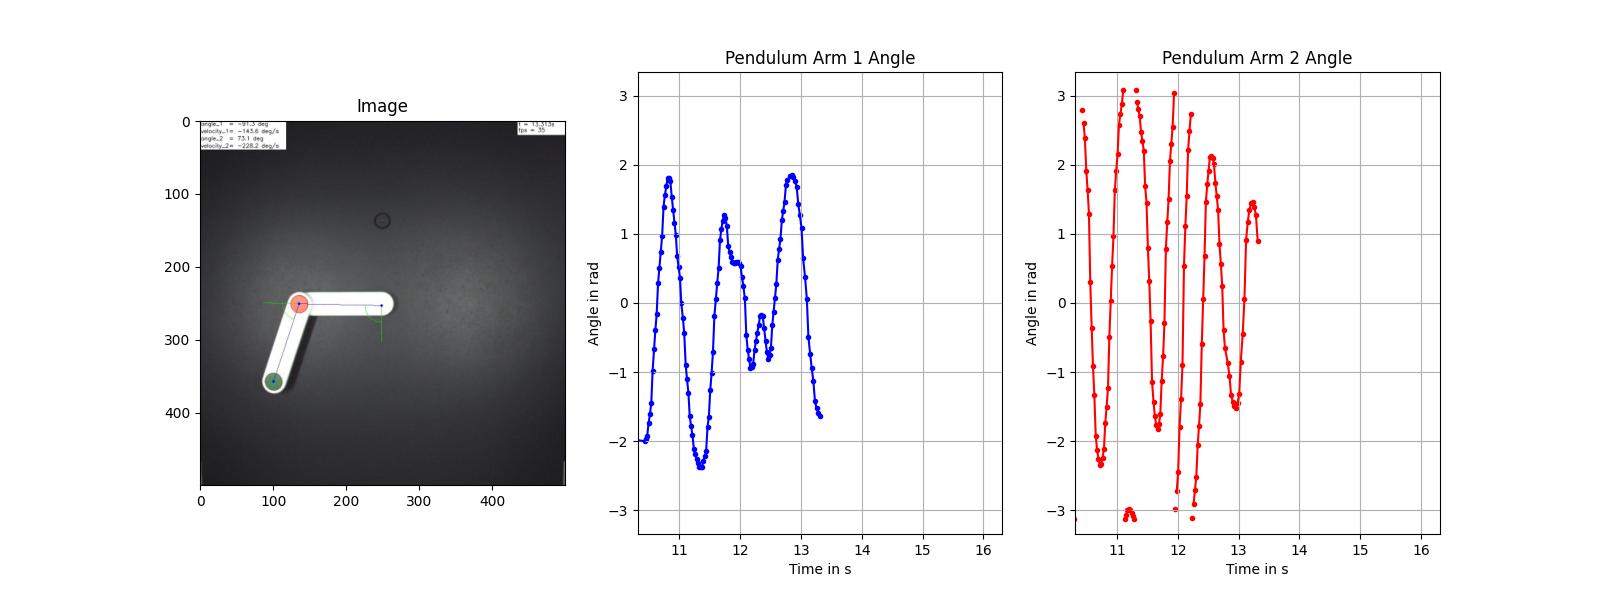 Image
Pendulum Arm 1 Angle
Pendulum Arm 2 Angle
angle_1 = -91.3 deg
velocity_1= -143.6 deg/s
angle_2 = 73.1 deg
velocity_2= -228.2 deg/s
t = 13.313s
fps = 35
0
100
200
300
400
0 100 200 300 400
Angle in rad
3
2
1
0
−1
−2
−3
11 12 13 14 15 16
Time in s
Angle in rad
3
2
1
0
−1
−2
−3
11 12 13 14 15 16
Time in s